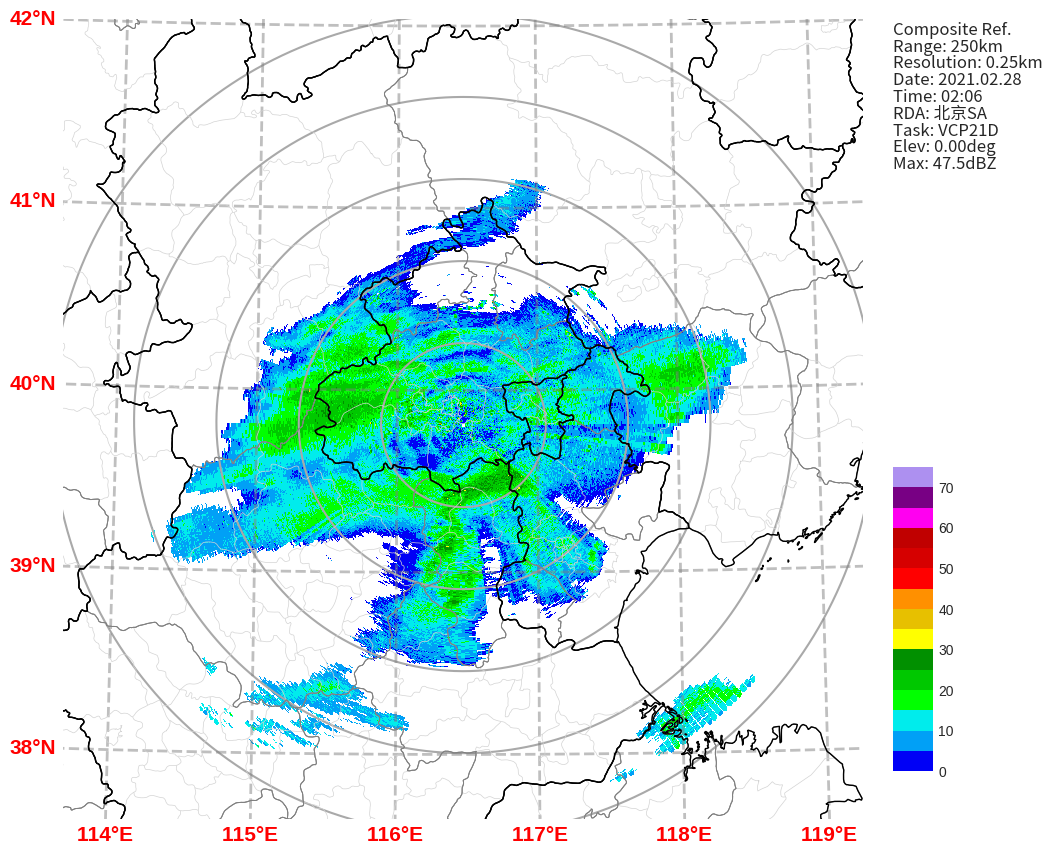 42°N
41°N
40°N
39°N
38°N
114°E
115°E
116°E
117°E
118°E
119°E
Composite Ref.
Range: 250km
Resolution: 0.25km
Date: 2021.02.28
Time: 02:06
RDA: 北京SA
Task: VCP21D
Elev: 0.00deg
Max: 47.5dBZ
70
60
50
40
30
20
10
0